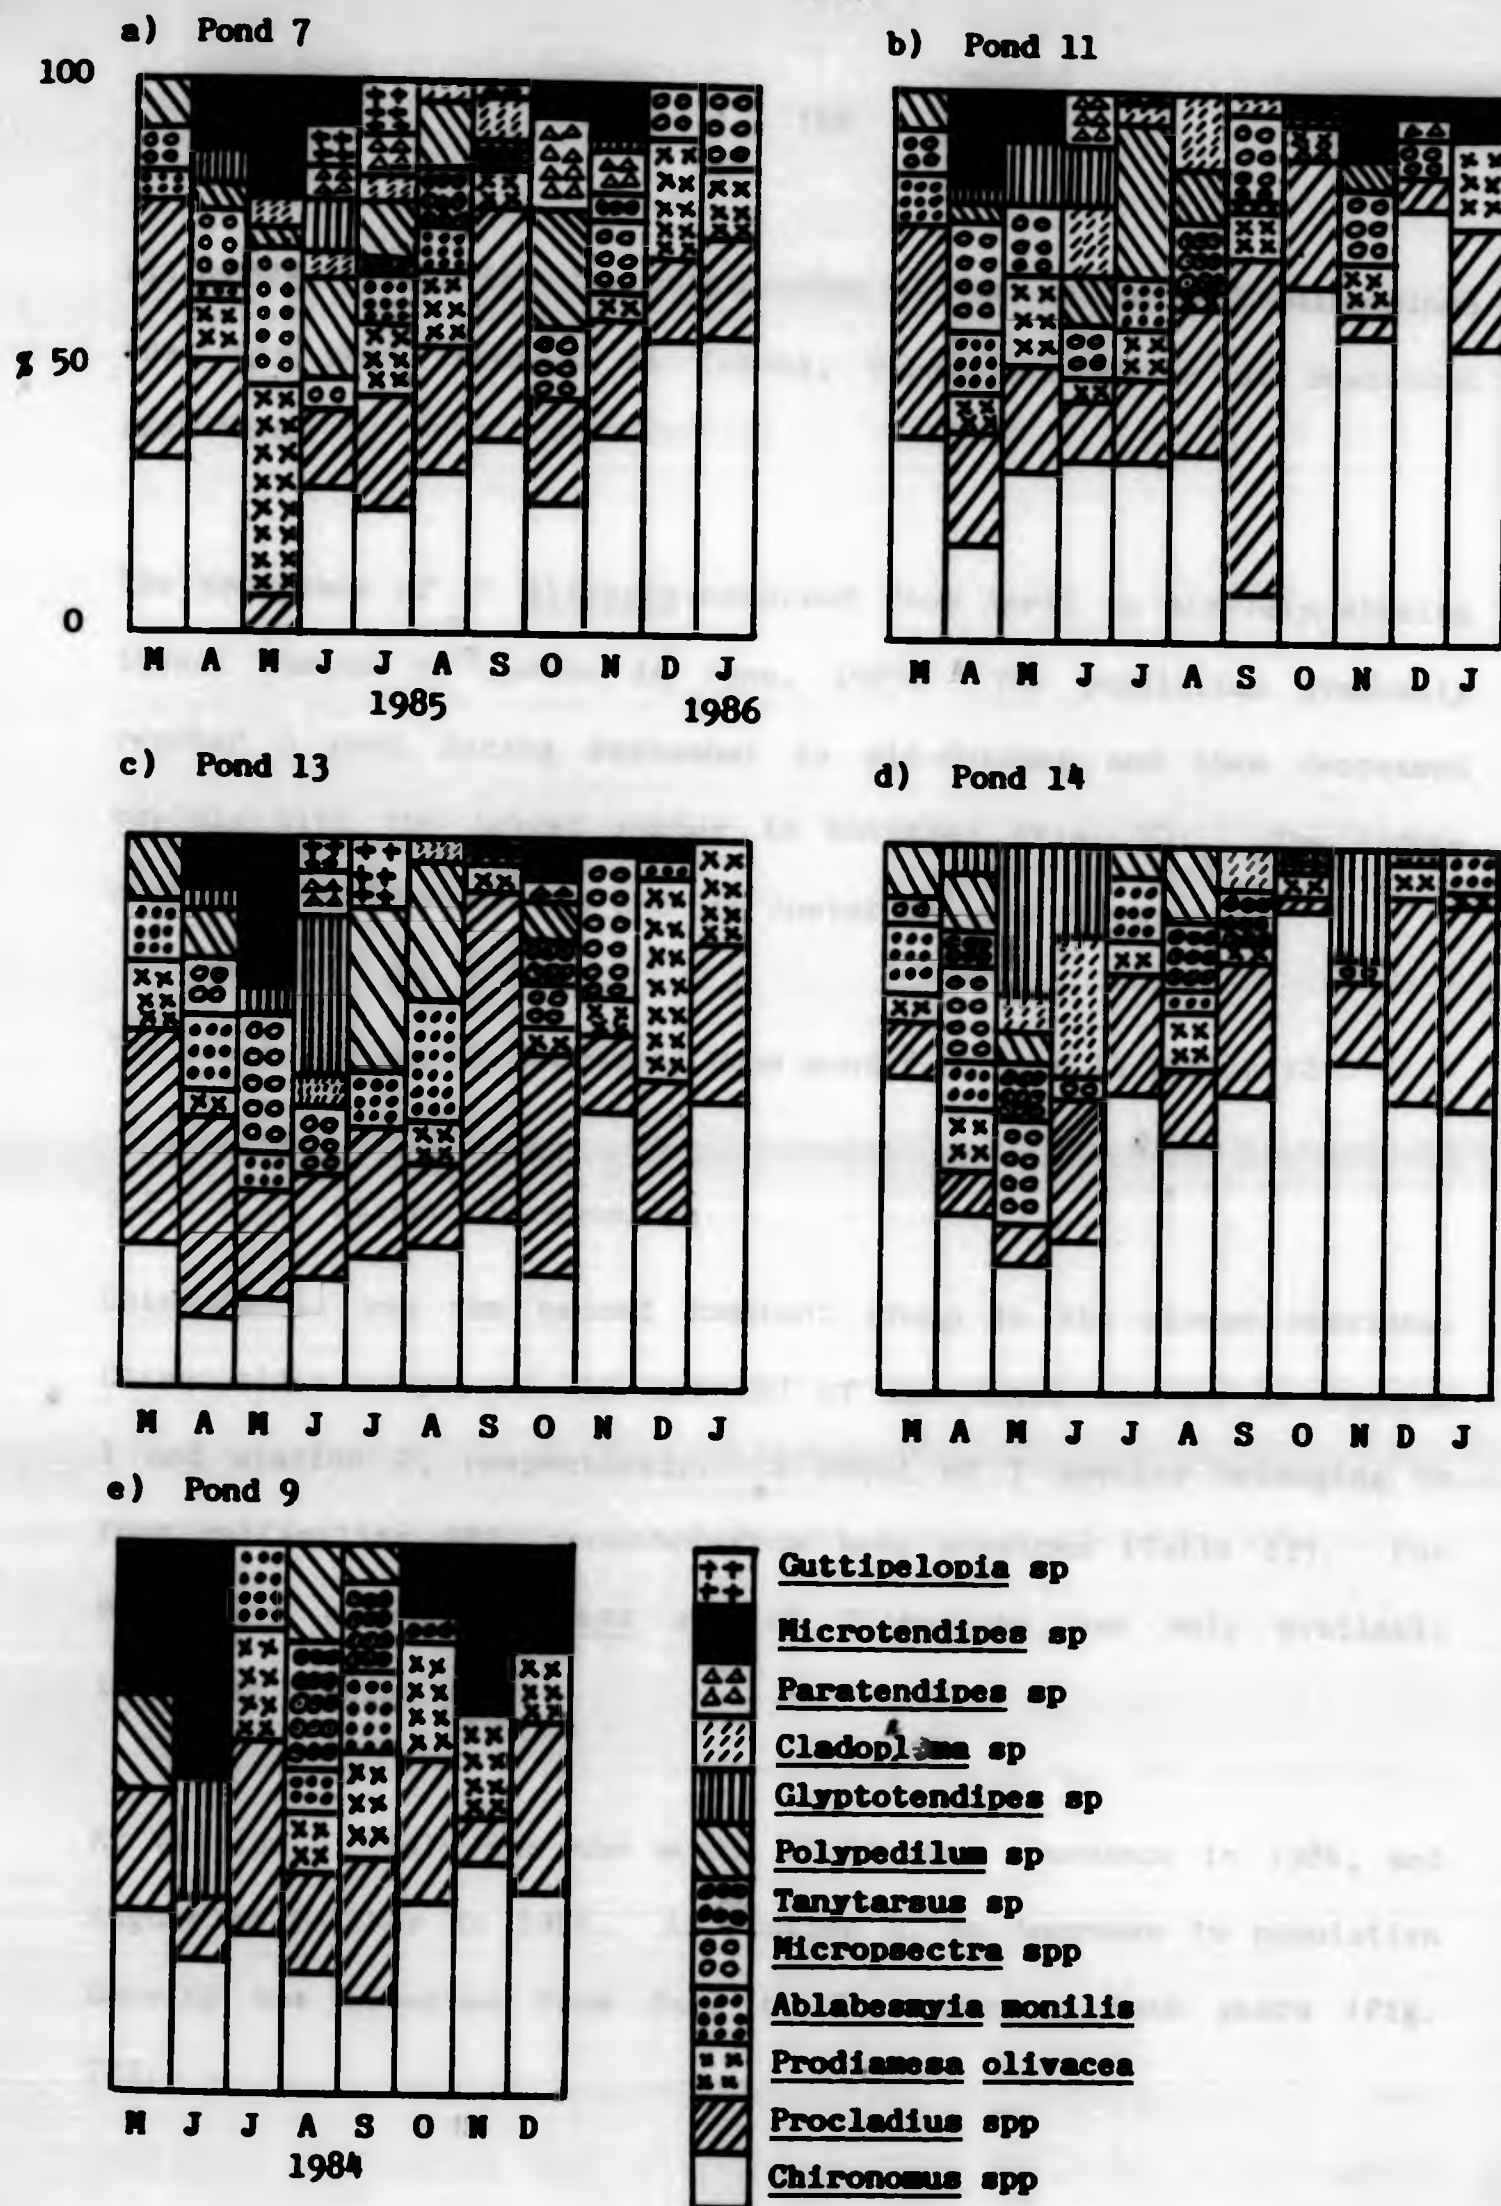 a) Pond 7
b) Pond 11
100
% 50
0
M A M J J A S O N D J
1985 1986
M A M J J A S O N D J
c) Pond 13
d) Pond 14
M A M J J A S O N D J
M A M J J A S O N D J
e) Pond 9
M J J A S O N D
1984
Guttipelopia sp
Microtendipes sp
Paratendipes sp
sp
Glyptotendipes sp
Polypedilum sp
Tanytarsus sp
Micropsectra spp
Ablabesmyia monilis
Prodiamesa olivacea
Procladius spp
Chironomus spp